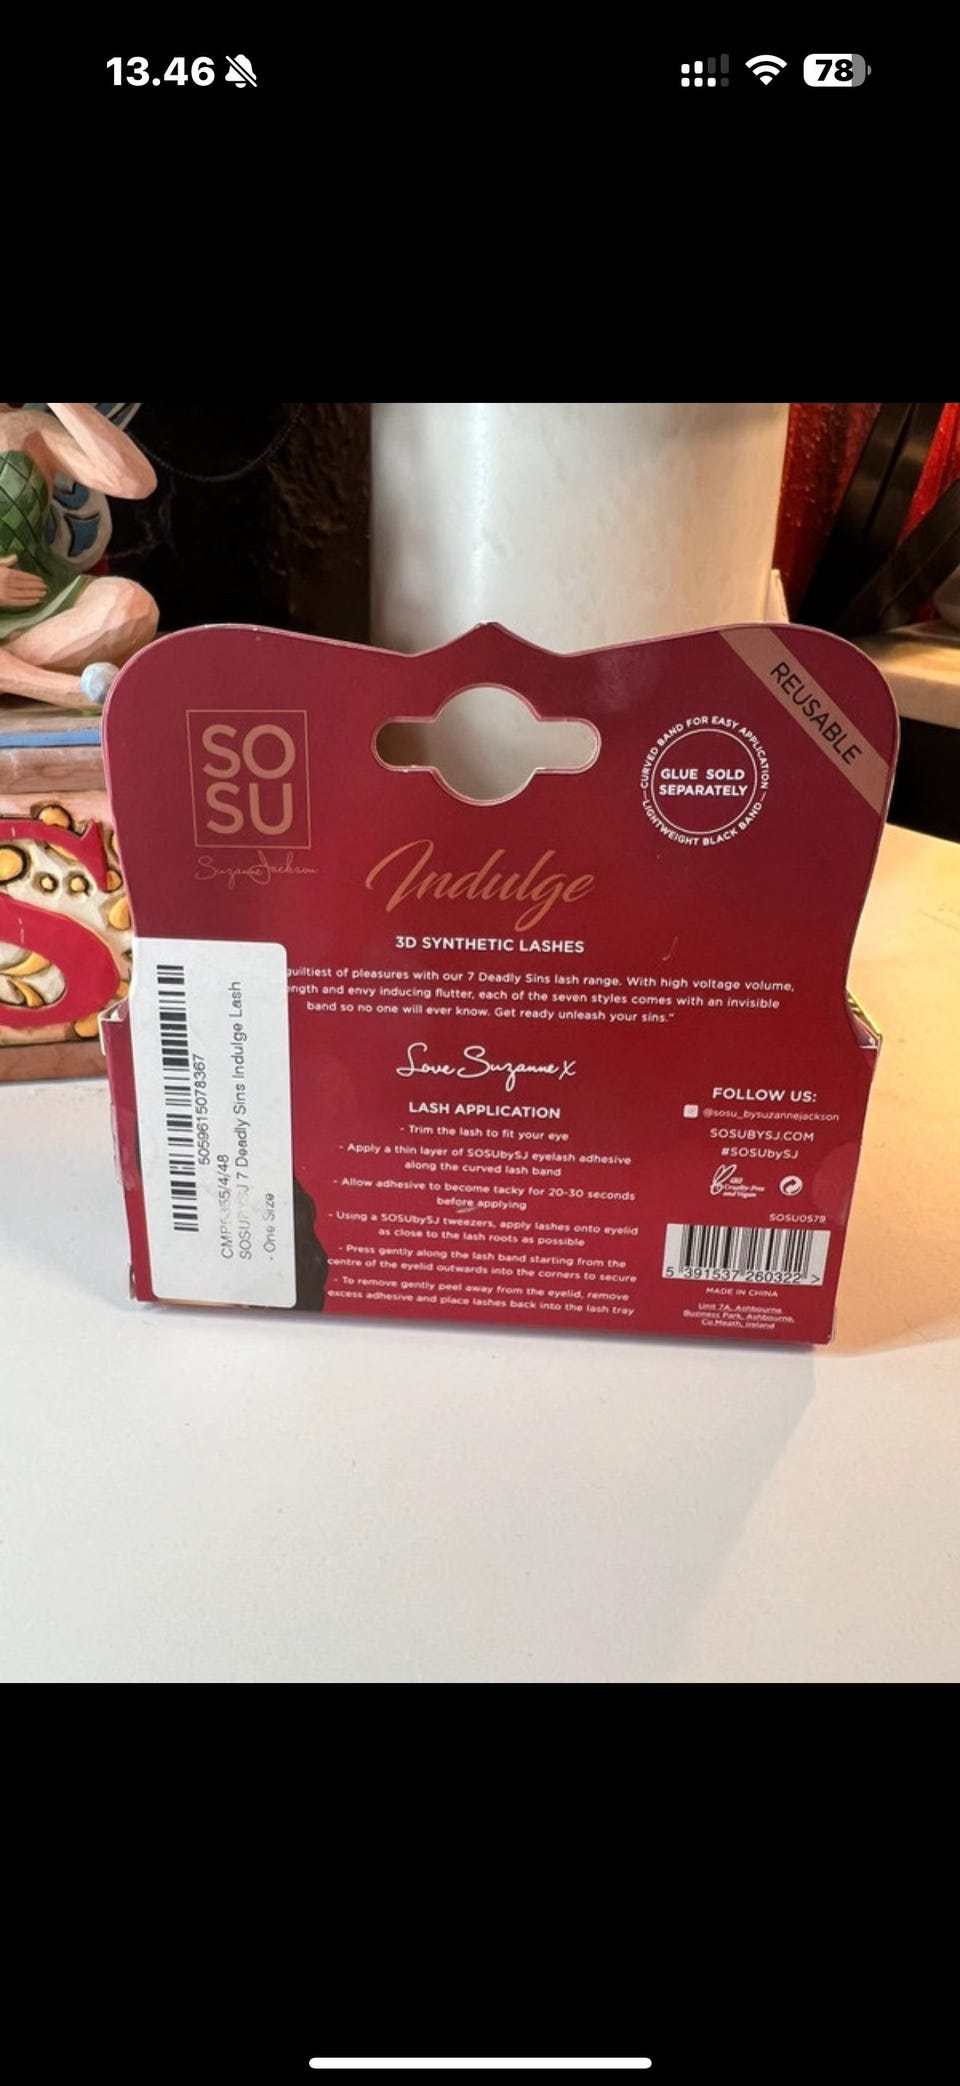 13.46
78
REUSABLE
SO
SU
Suzanne Jackson
CURVED BAND FOR EASY APPLICATION
GLUE SOLD
SEPARATELY
LIGHTWEIGHT BLACK BAND
Indulge
3D SYNTHETIC LASHES
guiltiest of pleasures with our 7 Deadly Sins lash range. With high voltage volume,
ngth and envy inducing flutter, each of the seven styles comes with an invisible
band so no one will ever know. Get ready unleash your sins."
Love Suzanne X
LASH APPLICATION
- Trim the lash to fit your eye
- Apply a thin layer of SOSUbySJ eyelash adhesive
along the curved lash band
- Allow adhesive to become tacky for 20-30 seconds
before applying
- Using a SOSUbySJ tweezers, apply lashes onto eyelid
as close to the lash roots as possible
- Press gently along the lash band starting from the
centre of the eyelid outwards into the corners to secure
- To remove gently peel away from the eyelid, remove
excess adhesive and place lashes back into the lash tray
FOLLOW US:
@sosu_bysuzannejackson
SOSUBYSJ.COM
#SOSUbySJ
Cruelty-Free
and Vegan
SOSU0579
5 391537 260322 >
MADE IN CHINA
Unit 7A, Ashbourne
Business Park, Ashbourne,
Co.Meath, Ireland
5059615078367
/4/48
7 Deadly Sins Indulge Lash
- One Size